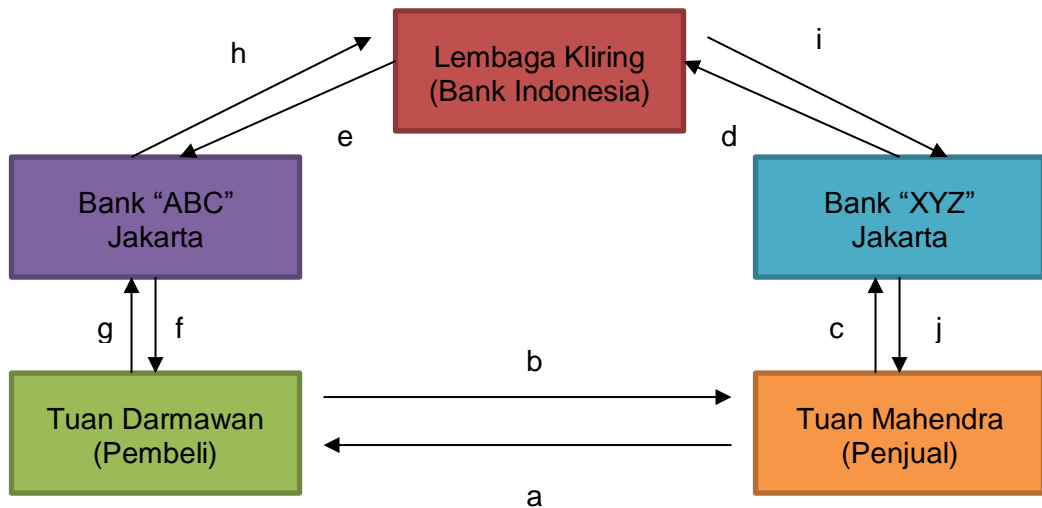 h
i
Lembaga Kliring
(Bank Indonesia)
e
d
Bank “ABC”
Jakarta
Bank “XYZ”
Jakarta
g
f
c
j
b
Tuan Darmawan
(Pembeli)
Tuan Mahendra
(Penjual)
a